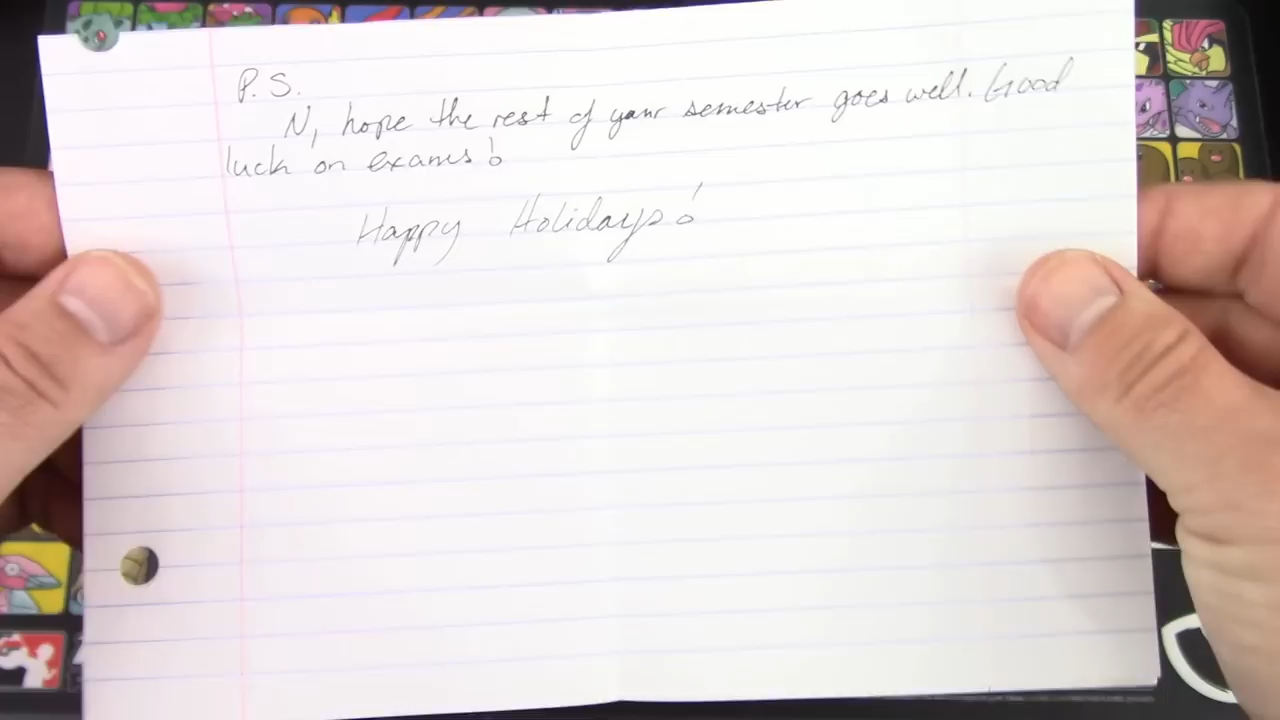 P.S.
N, hope the rest of your semester goes well. Good
luck on exams!
Happy Holidays!